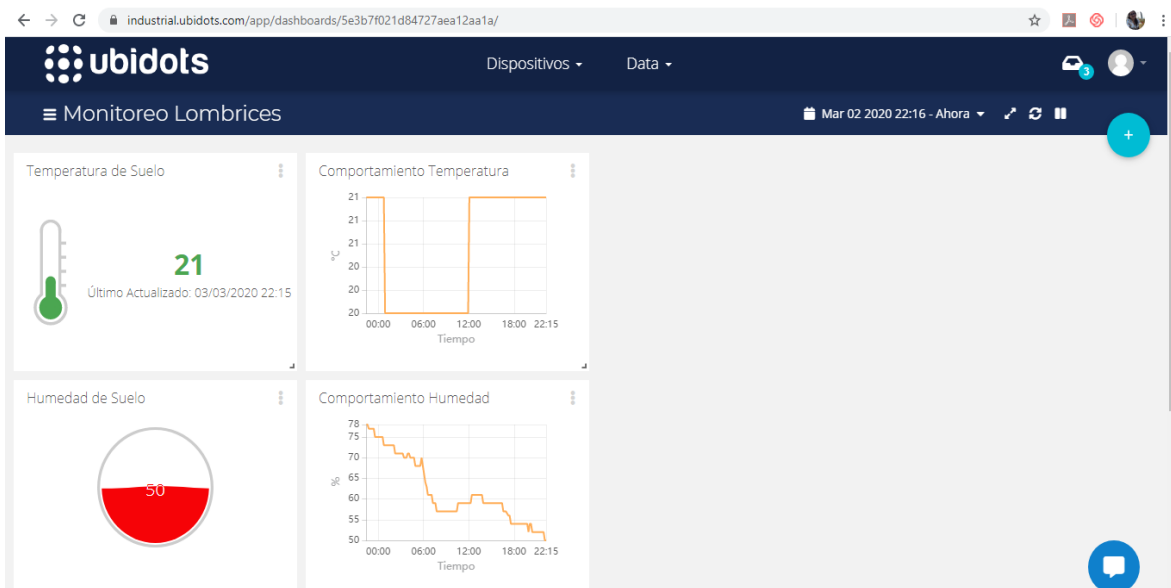 industrial.ubidots.com/app/dashboards/5e3b7f021d84727aea12aa1a/
ubidots
Dispositivos
Data
3
Monitoreo Lombrices
Mar 02 2020 22:16 - Ahora
+
Temperatura de Suelo
21
Último Actualizado: 03/03/2020 22:15
Comportamiento Temperatura
21
21
21
20
20
20
°C
00:00 06:00 12:00 18:00 22:15
Tiempo
Humedad de Suelo
50
Comportamiento Humedad
78
75
70
65
60
55
50
%
00:00 06:00 12:00 18:00 22:15
Tiempo